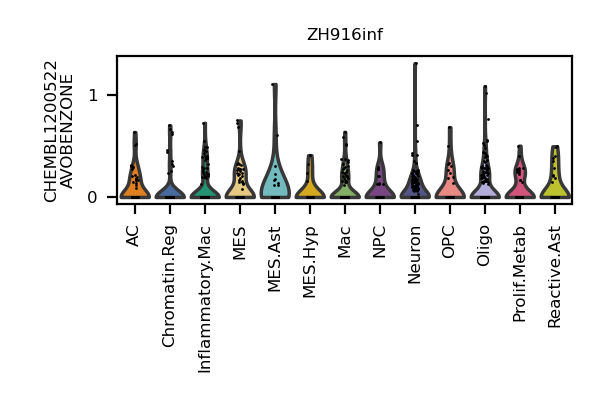 ZH916inf
CHEMBL1200522
AVOBENZONE
1
0
AC
Chromatin.Reg
Inflammatory.Mac
MES
MES.Ast
MES.Hyp
Mac
NPC
Neuron
OPC
Oligo
Prolif.Metab
Reactive.Ast